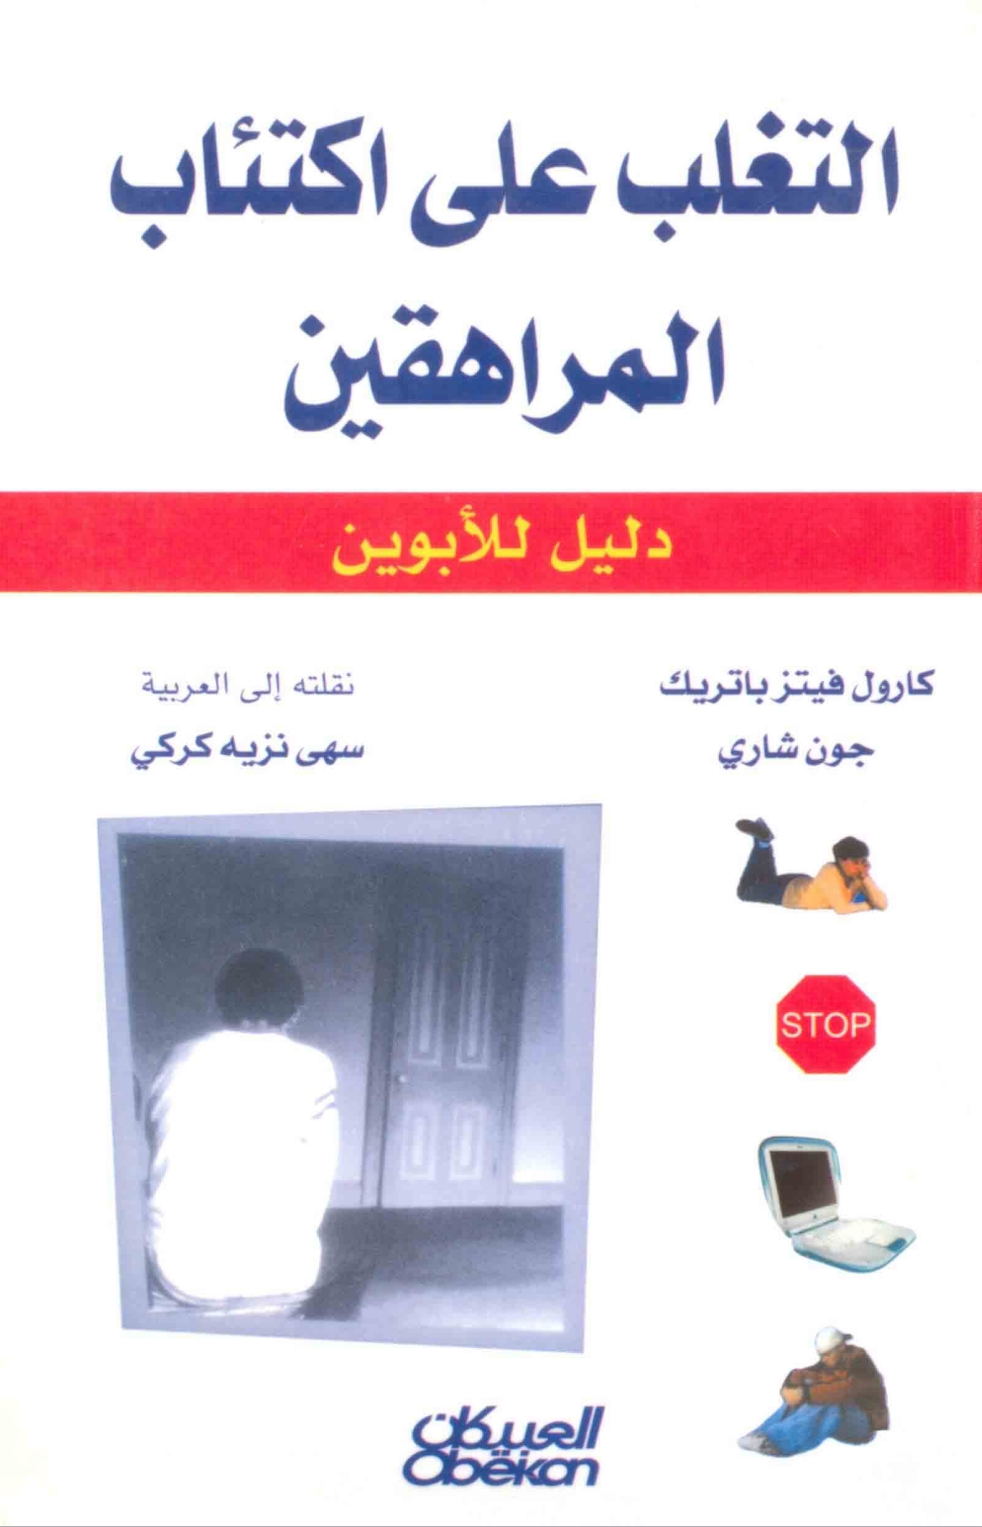 التغلب على اكتئاب
المراهقين
دليل للأبوين
كارول فيتز باتريك
جون شاري
نقلته إلى العربية
سهى نزيه كركي
STOP
العبيكان
Obëkan